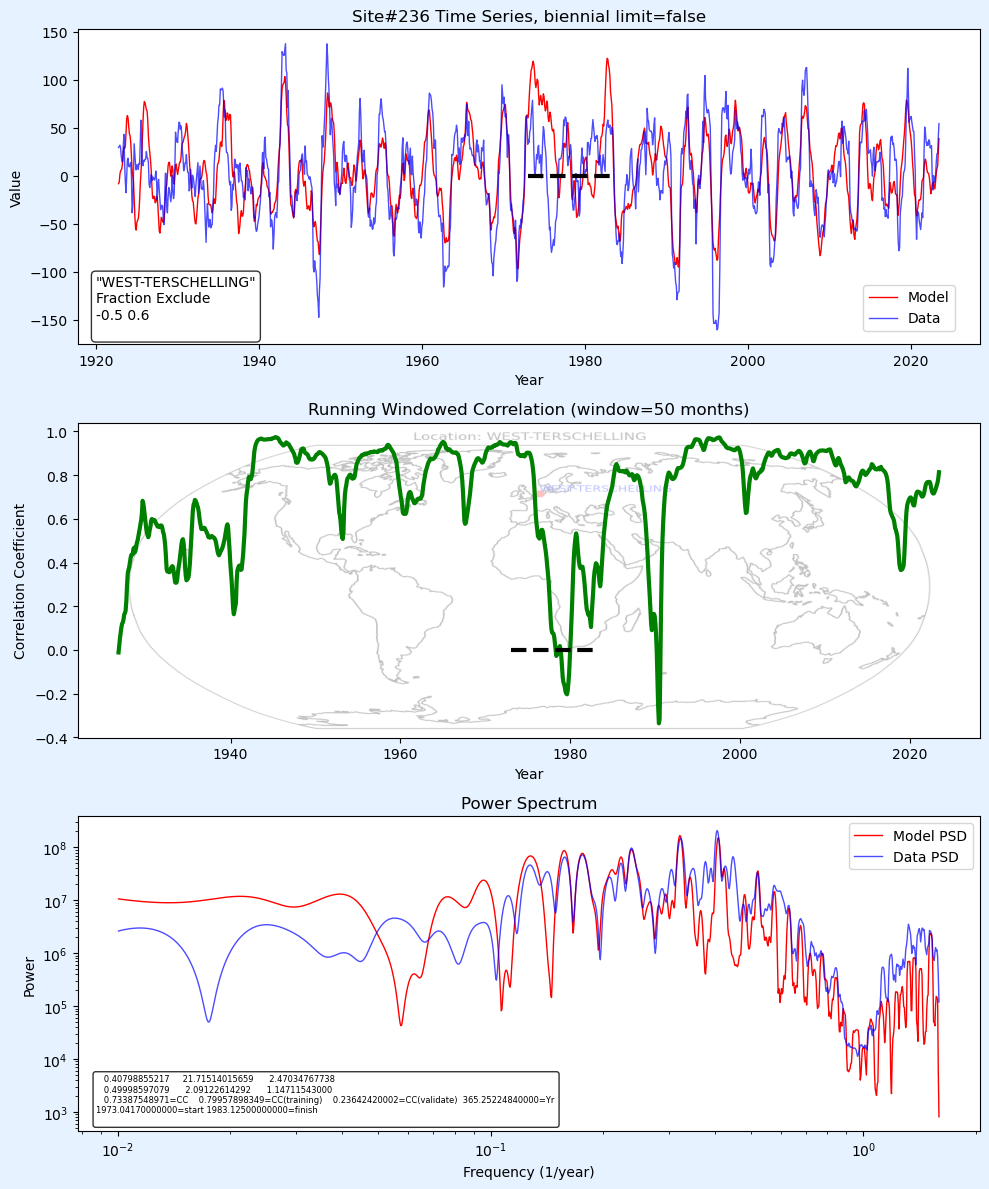 Site#236 Time Series, biennial limit=false
150
100
50
0
−50
−100
−150
Value
"WEST-TERSCHELLING"
Fraction Exclude
-0.5 0.6
Model
Data
1920 1940 1960 1980 2000 2020
Year
Running Windowed Correlation (window=50 months)
Location: WEST-TERSCHELLING
WEST-TERSCHELLING
1.0
0.8
0.6
0.4
0.2
0.0
−0.2
−0.4
Correlation Coefficient
1940 1960 1980 2000 2020
Year
Power Spectrum
Model PSD
Data PSD
10⁸
10⁷
10⁶
10⁵
10⁴
10³
Power
0.40798855217 21.71514015659 2.47034767738
0.49998597079 2.09122614292 1.14711543000
0.73387548971=CC 0.79957898349=CC(training) 0.23642420002=CC(validate) 365.25224840000=Yr
1973.04170000000=start 1983.12500000000=finish
10⁻² 10⁻¹ 10⁰
Frequency (1/year)